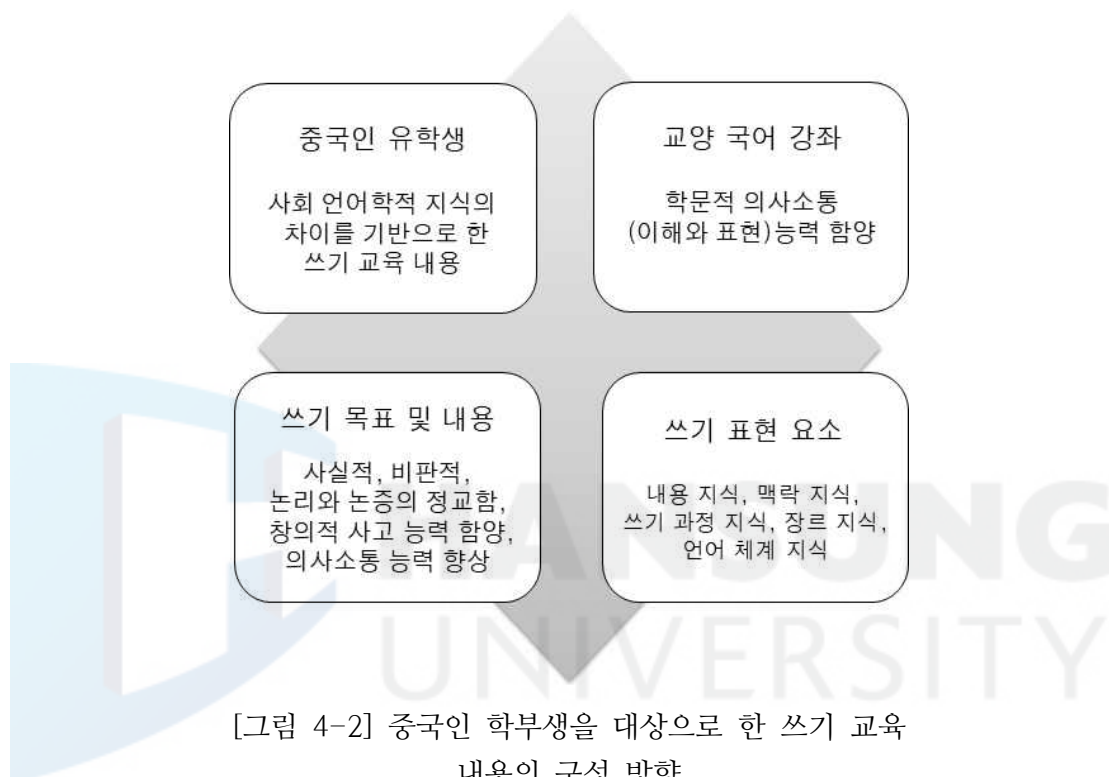 중국인 유학생
사회 언어학적 지식의
차이를 기반으로 한
쓰기 교육 내용
교양 국어 강좌
학문적 의사소통
(이해와 표현)능력 함양
쓰기 목표 및 내용
사실적, 비판적,
논리와 논증의 정교함,
창의적 사고 능력 함양,
의사소통 능력 향상
쓰기 표현 요소
내용 지식, 맥락 지식,
쓰기 과정 지식, 장르 지식,
언어 체계 지식
HANSUNG
UNIVERSITY
[그림 4-2] 중국인 학부생을 대상으로 한 쓰기 교육
내용의 구성 방향